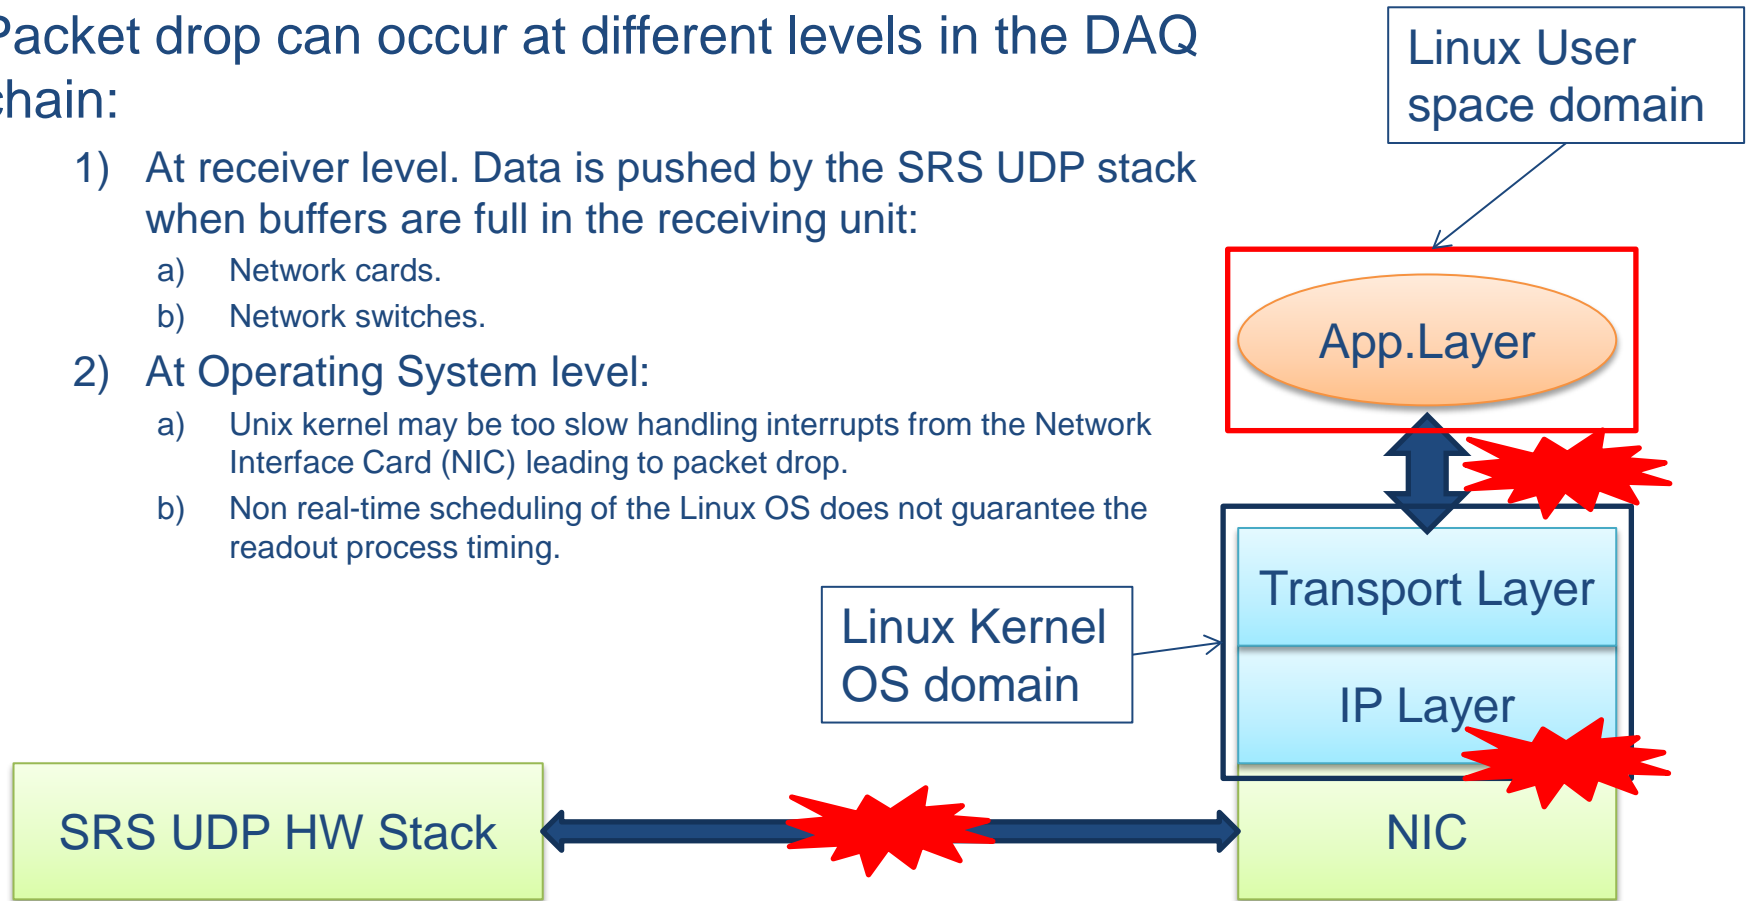 Packet drop can occur at different levels in the DAQ
chain:
1) At receiver level. Data is pushed by the SRS UDP stack
when buffers are full in the receiving unit:
a) Network cards.
b) Network switches.
2) At Operating System level:
a) Unix kernel may be too slow handling interrupts from the Network
Interface Card (NIC) leading to packet drop.
b) Non real-time scheduling of the Linux OS does not guarantee the
readout process timing.
Linux User
space domain
App.Layer
Transport Layer
Linux Kernel
OS domain
IP Layer
SRS UDP HW Stack
NIC